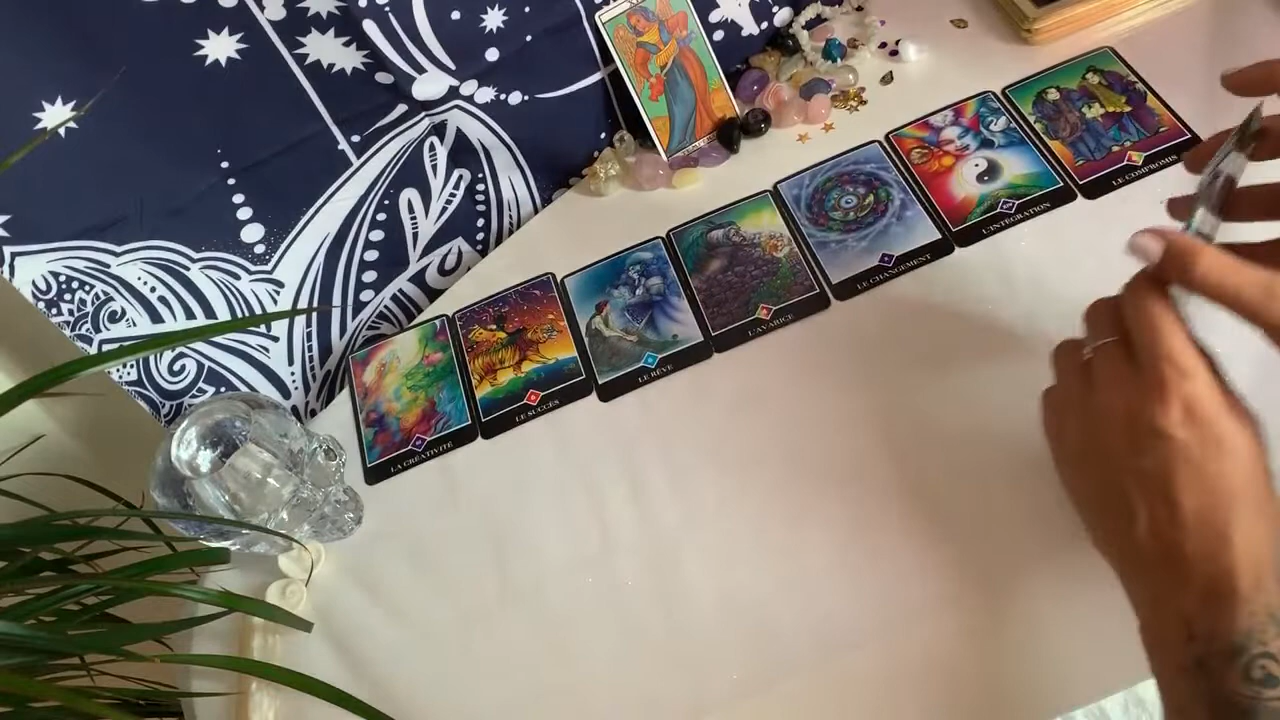 LA CRÉATIVITÉ
LE SUCCÈS
LE RÊVE
L'AVARICE
LE CHANGEMENT
L'INTÉGRATION
LE COMPROMIS